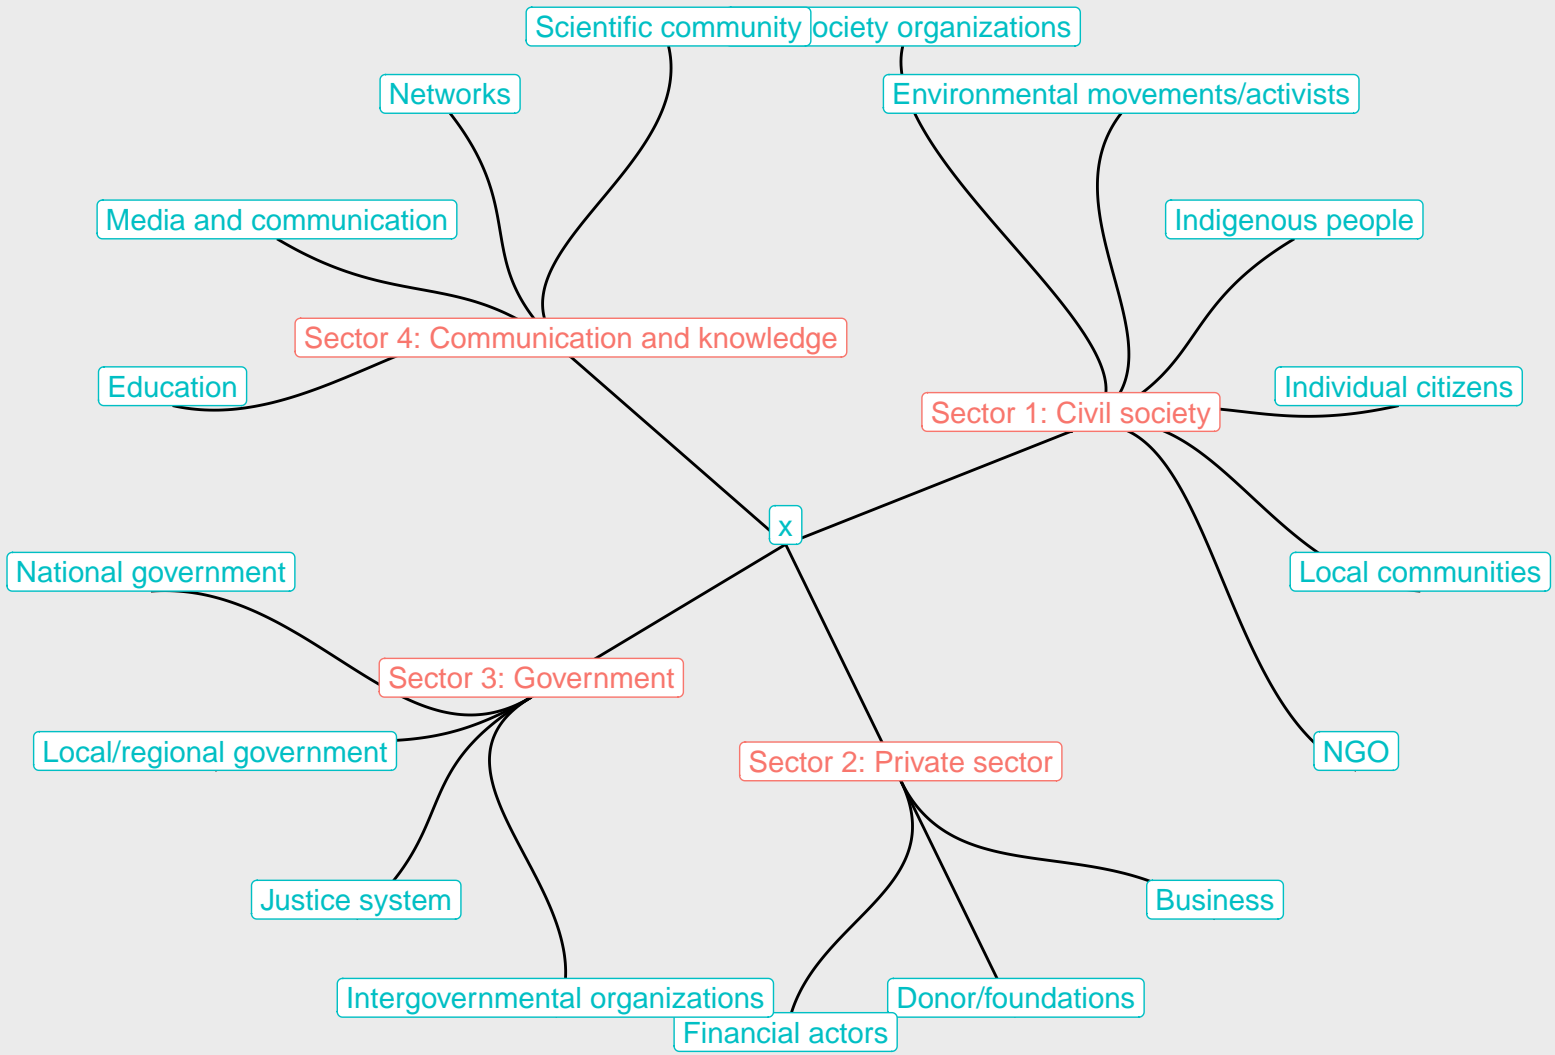 Scientific community
ociety organizations
Networks
Environmental movements/activists
Media and communication
Indigenous people
Sector 4: Communication and knowledge
Education
Individual citizens
Sector 1: Civil society
x
National government
Local communities
Sector 3: Government
Local/regional government
NGO
Sector 2: Private sector
Justice system
Business
Intergovernmental organizations
Donor/foundations
Financial actors